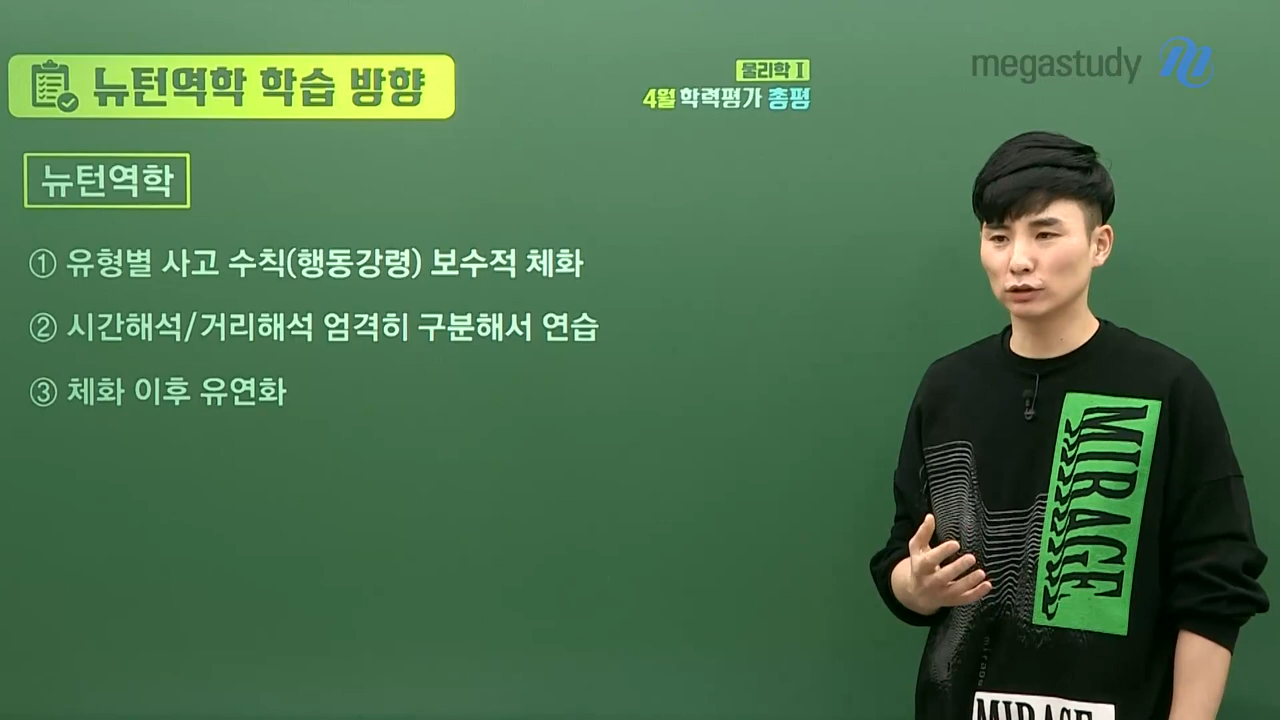 뉴턴역학 학습 방향
물리학 I
4월 학력평가 총평
megastudy
뉴턴역학
① 유형별 사고 수칙(행동강령) 보수적 체화
② 시간해석/거리해석 엄격히 구분해서 연습
③ 체화 이후 유연화
MIRAGE
mirage
MIRAGE